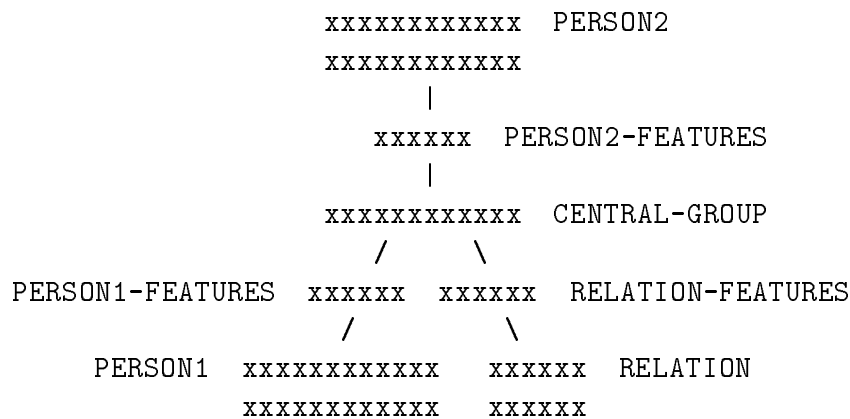 xxxxxxxxxxxx PERSON2
xxxxxxxxxxxx
|
xxxxxx PERSON2-FEATURES
|
xxxxxxxxxxxx CENTRAL-GROUP
/ \
PERSON1-FEATURES xxxxxx xxxxxx RELATION-FEATURES
/ \
PERSON1 xxxxxxxxxxxx xxxxxx RELATION
xxxxxxxxxxxx xxxxxx